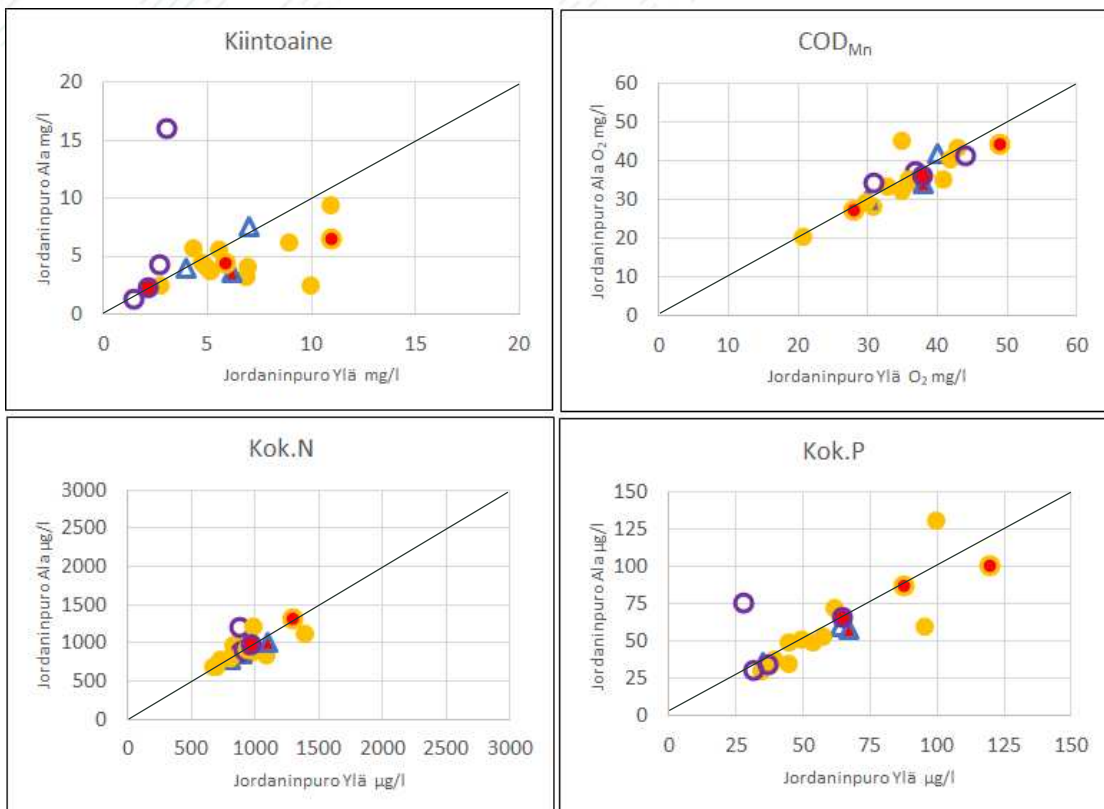 Kiintoaine
20
15
10
5
0
Jordaninpuro Ala mg/l
0 5 10 15 20
Jordaninpuro Ylä mg/l
COD Mn
60
50
40
30
20
10
0
Jordaninpuro Ala O₂ mg/l
0 10 20 30 40 50 60
Jordaninpuro Ylä O₂ mg/l
Kok.N
3000
2500
2000
1500
1000
500
0
Jordaninpuro Ala µg/l
0 500 1000 1500 2000 2500 3000
Jordaninpuro Ylä µg/l
Kok.P
150
125
100
75
50
25
0
Jordaninpuro Ala µg/l
0 25 50 75 100 125 150
Jordaninpuro Ylä µg/l